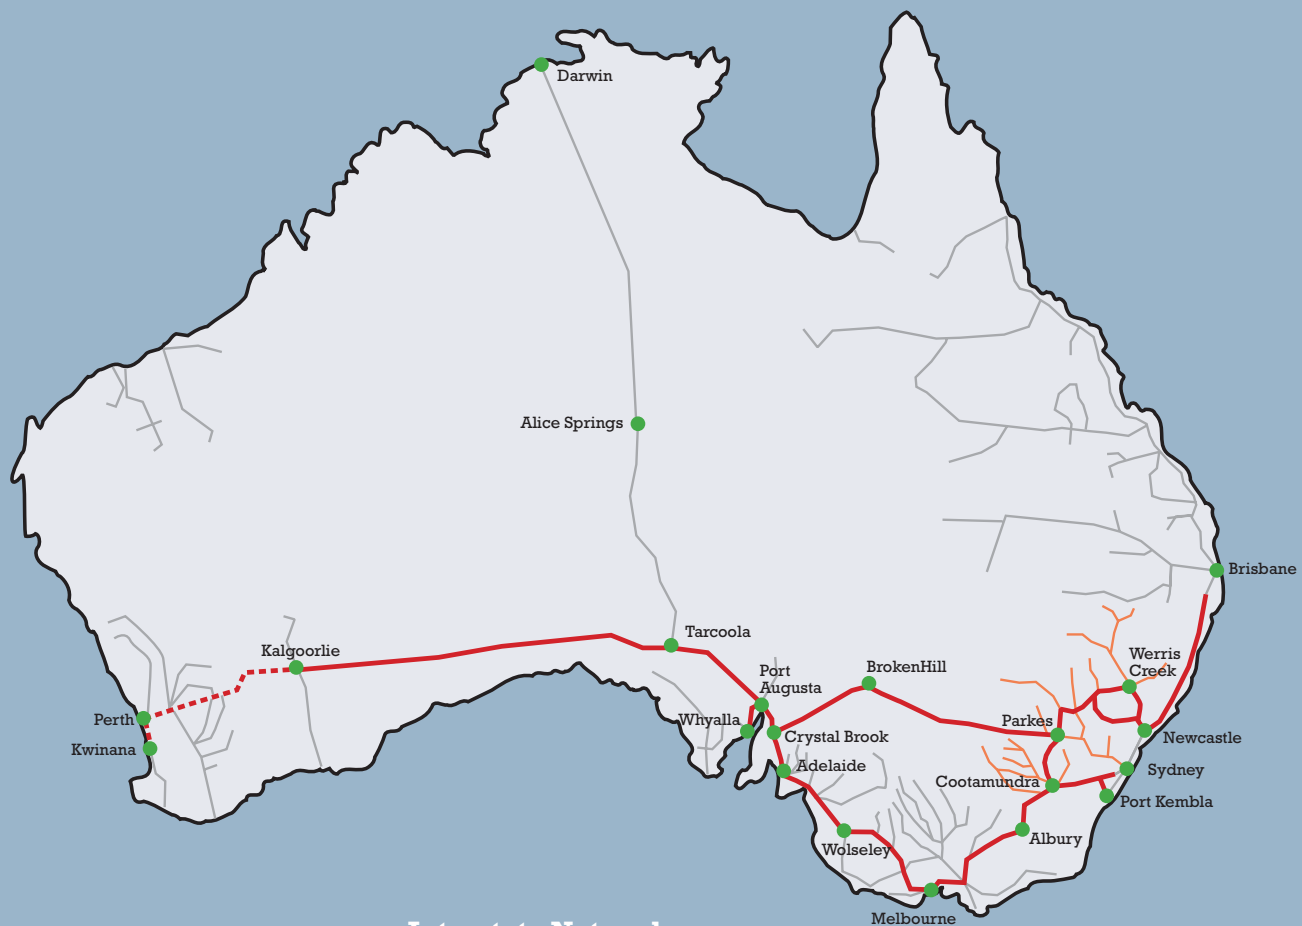 Darwin
Alice Springs
Brisbane
Tarcoola
Kalgoorlie
Werris
Creek
BrokenHill
Port
Augusta
Perth
Whyalla
Parkes
Crystal Brook
Newcastle
Kwinana
Adelaide
Sydney
Cootamundra
Port Kembla
Albury
Wolseley
Melbourne